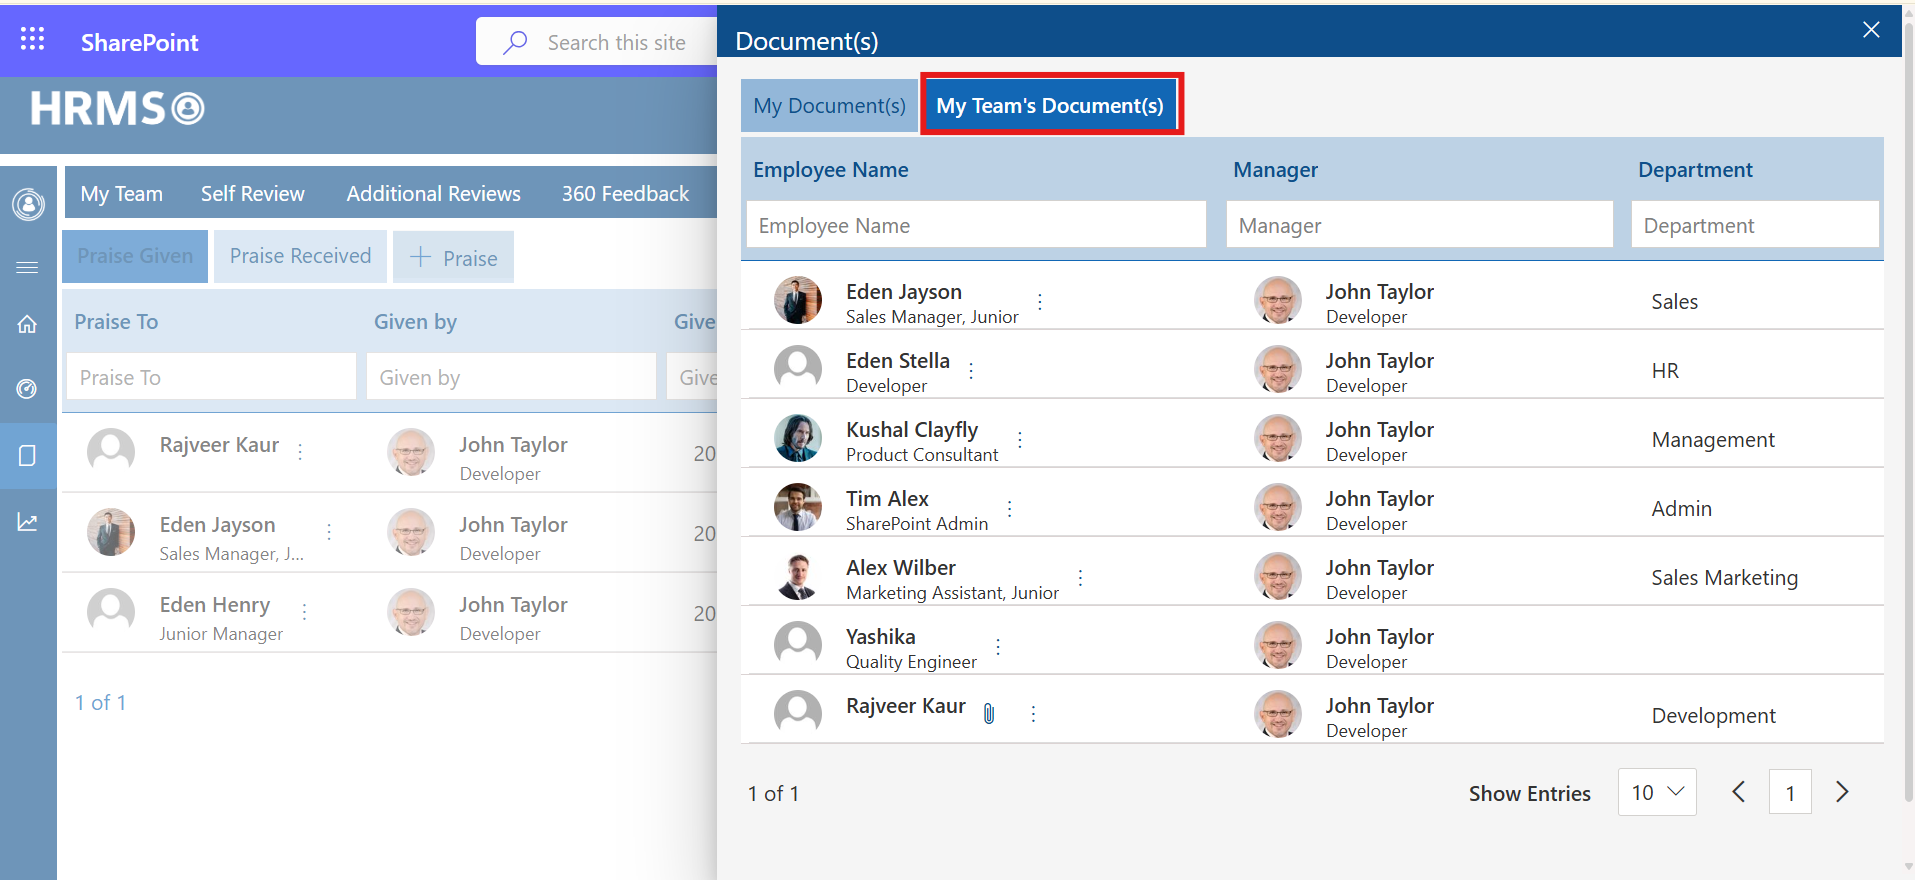 SharePoint
Search this site
HRMS
My Team Self Review Additional Reviews 360 Feedback
Praise Given Praise Received Praise
Praise To Given by Give
Praise To Given by Give
Rajveer Kaur John Taylor 20
Developer
Eden Jayson John Taylor 20
Sales Manager, J... Developer
Eden Henry John Taylor 20
Junior Manager Developer
1 of 1
Document(s)
My Document(s) My Team's Document(s)
Employee Name Manager Department
Employee Name Manager Department
Eden Jayson John Taylor Sales
Sales Manager, Junior Developer
Eden Stella John Taylor HR
Developer Developer
Kushal Clayfly John Taylor Management
Product Consultant Developer
Tim Alex John Taylor Admin
SharePoint Admin Developer
Alex Wilber John Taylor Sales Marketing
Marketing Assistant, Junior Developer
Yashika John Taylor
Quality Engineer Developer
Rajveer Kaur John Taylor Development
Developer
1 of 1 Show Entries 10 1